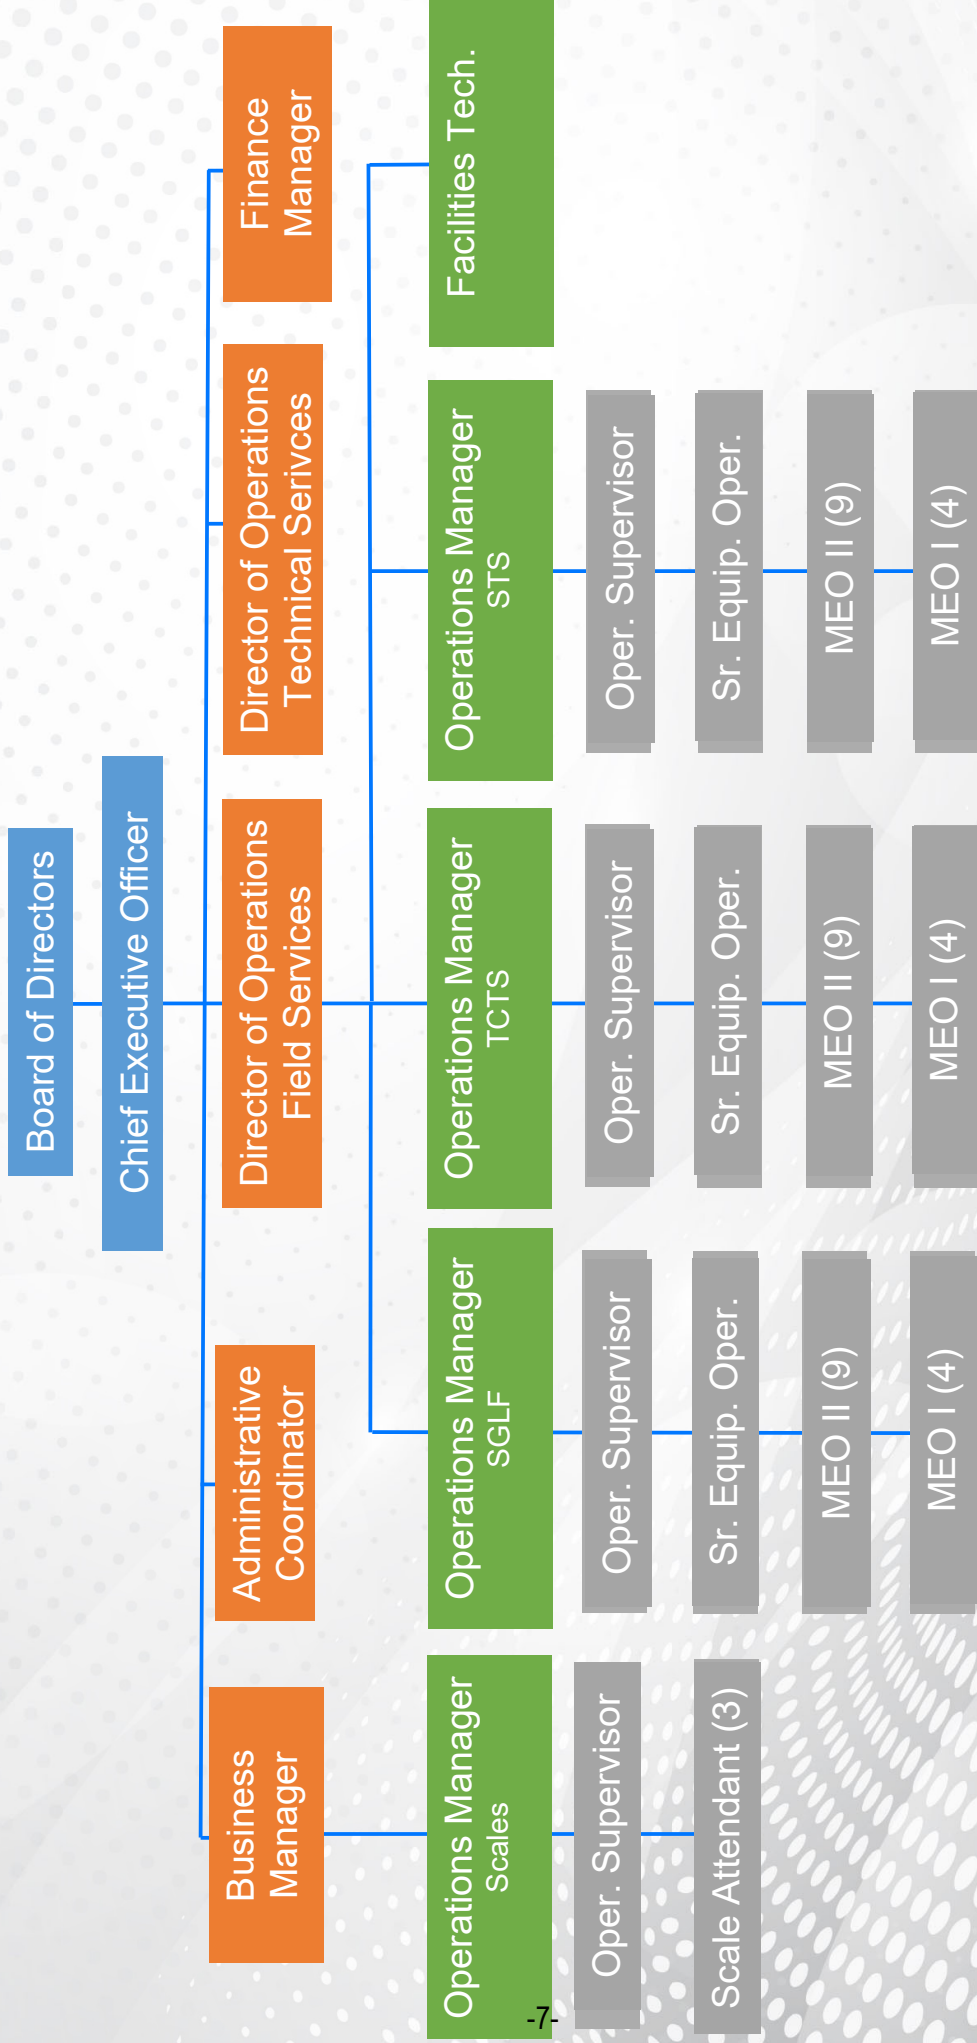 Board of Directors
Chief Executive Officer
Business
Manager
Administrative
Coordinator
Director of Operations
Field Services
Director of Operations
Technical Serivces
Finance
Manager
Operations Manager
Scales
Operations Manager
SGLF
Operations Manager
TCTS
Operations Manager
STS
Facilities Tech.
Oper. Supervisor
Oper. Supervisor
Oper. Supervisor
Oper. Supervisor
Scale Attendant (3)
Sr. Equip. Oper.
Sr. Equip. Oper.
Sr. Equip. Oper.
MEO II (9)
MEO II (9)
MEO II (9)
MEO I (4)
MEO I (4)
MEO I (4)
-7-